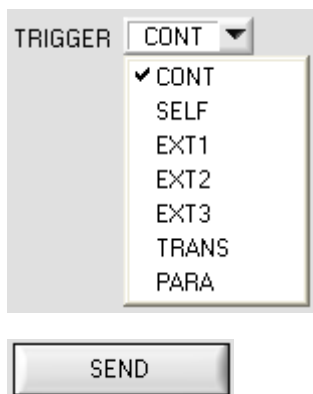 TRIGGER CONT
CONT
SELF
EXT1
EXT2
EXT3
TRANS
PARA
SEND